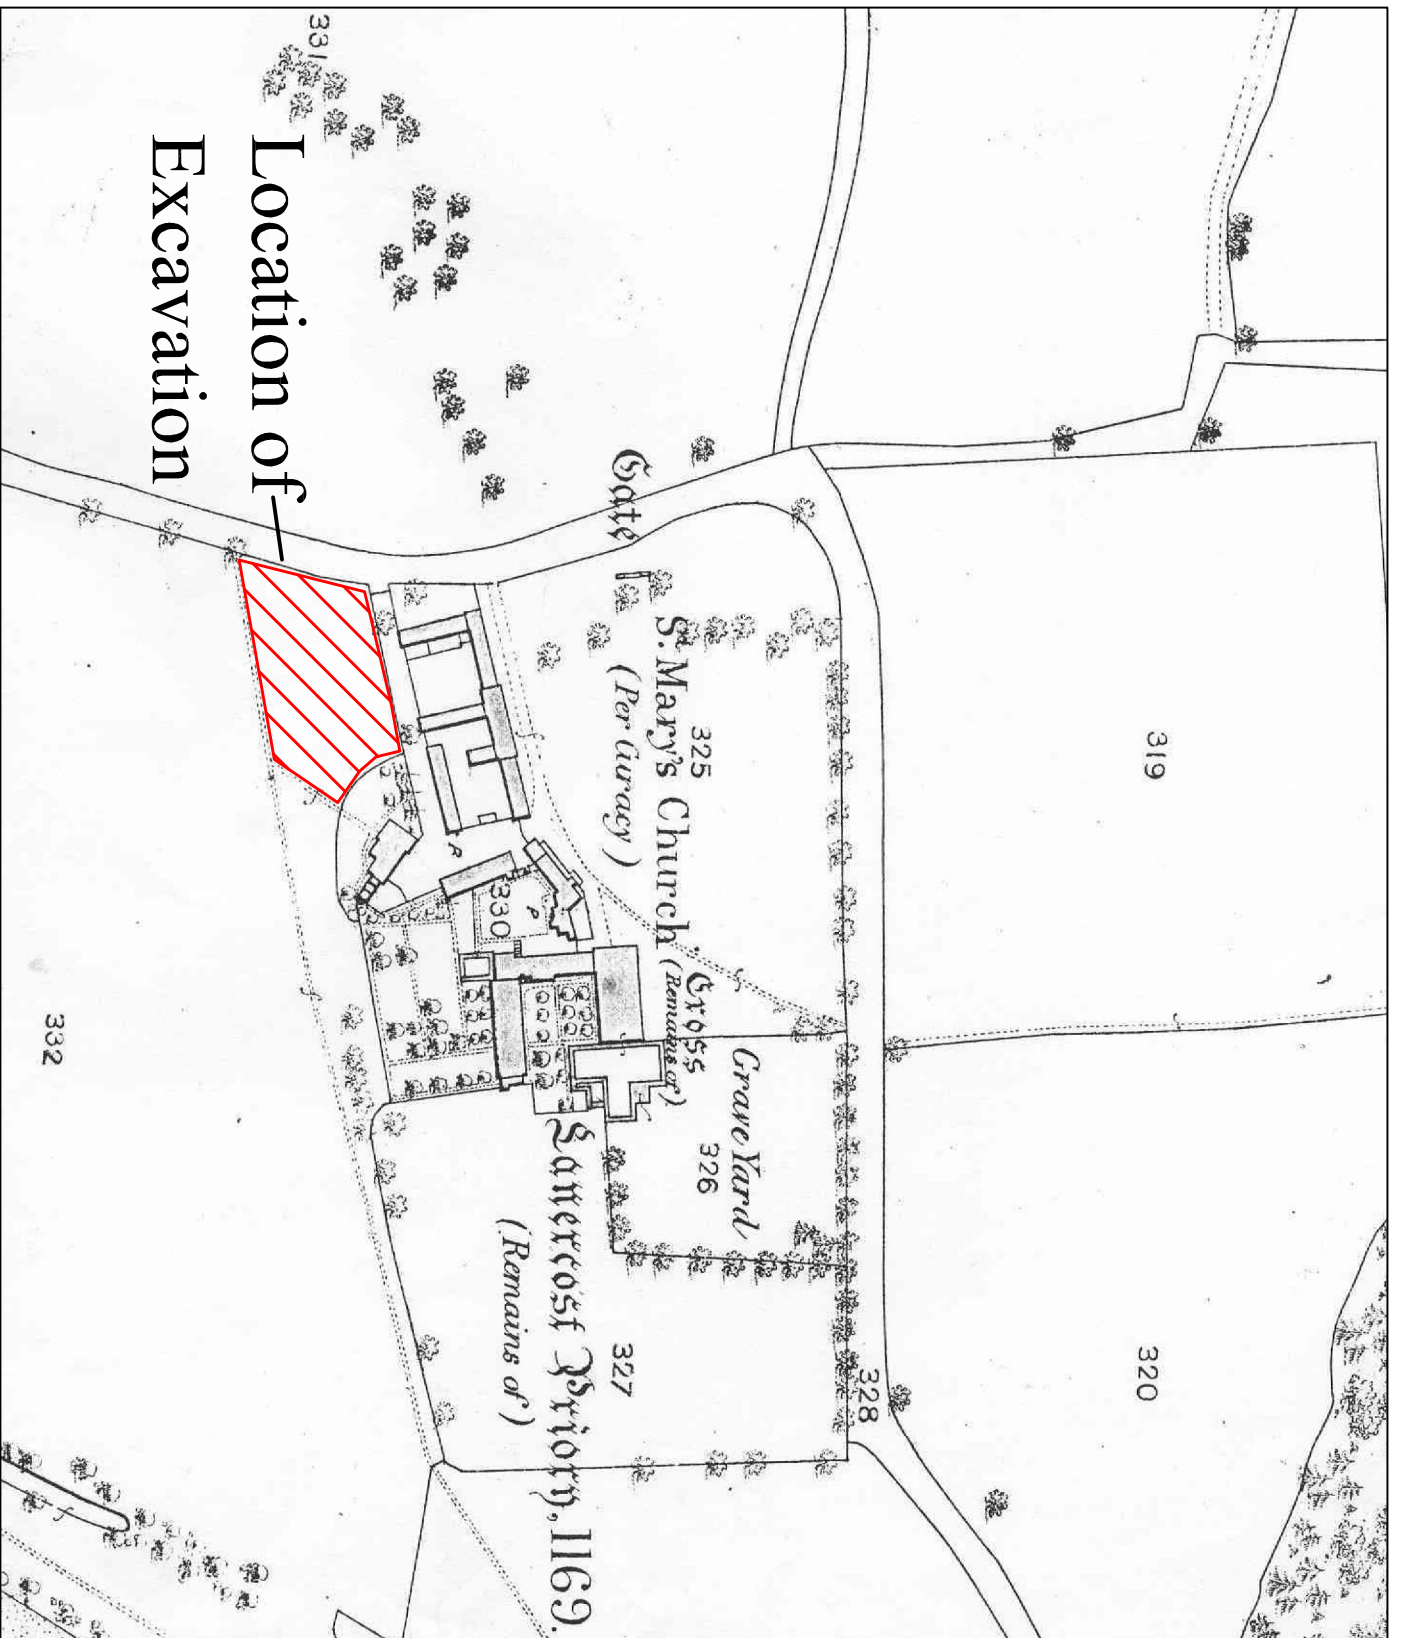 Location of
Excavation
331
Gate
319
325
S. Mary's Church
(Per Curacy)
Cross
(Remains of)
330
P
P
332
Grave Yard
326
320
328
327
Lanercost Priory, 1169.
(Remains of)